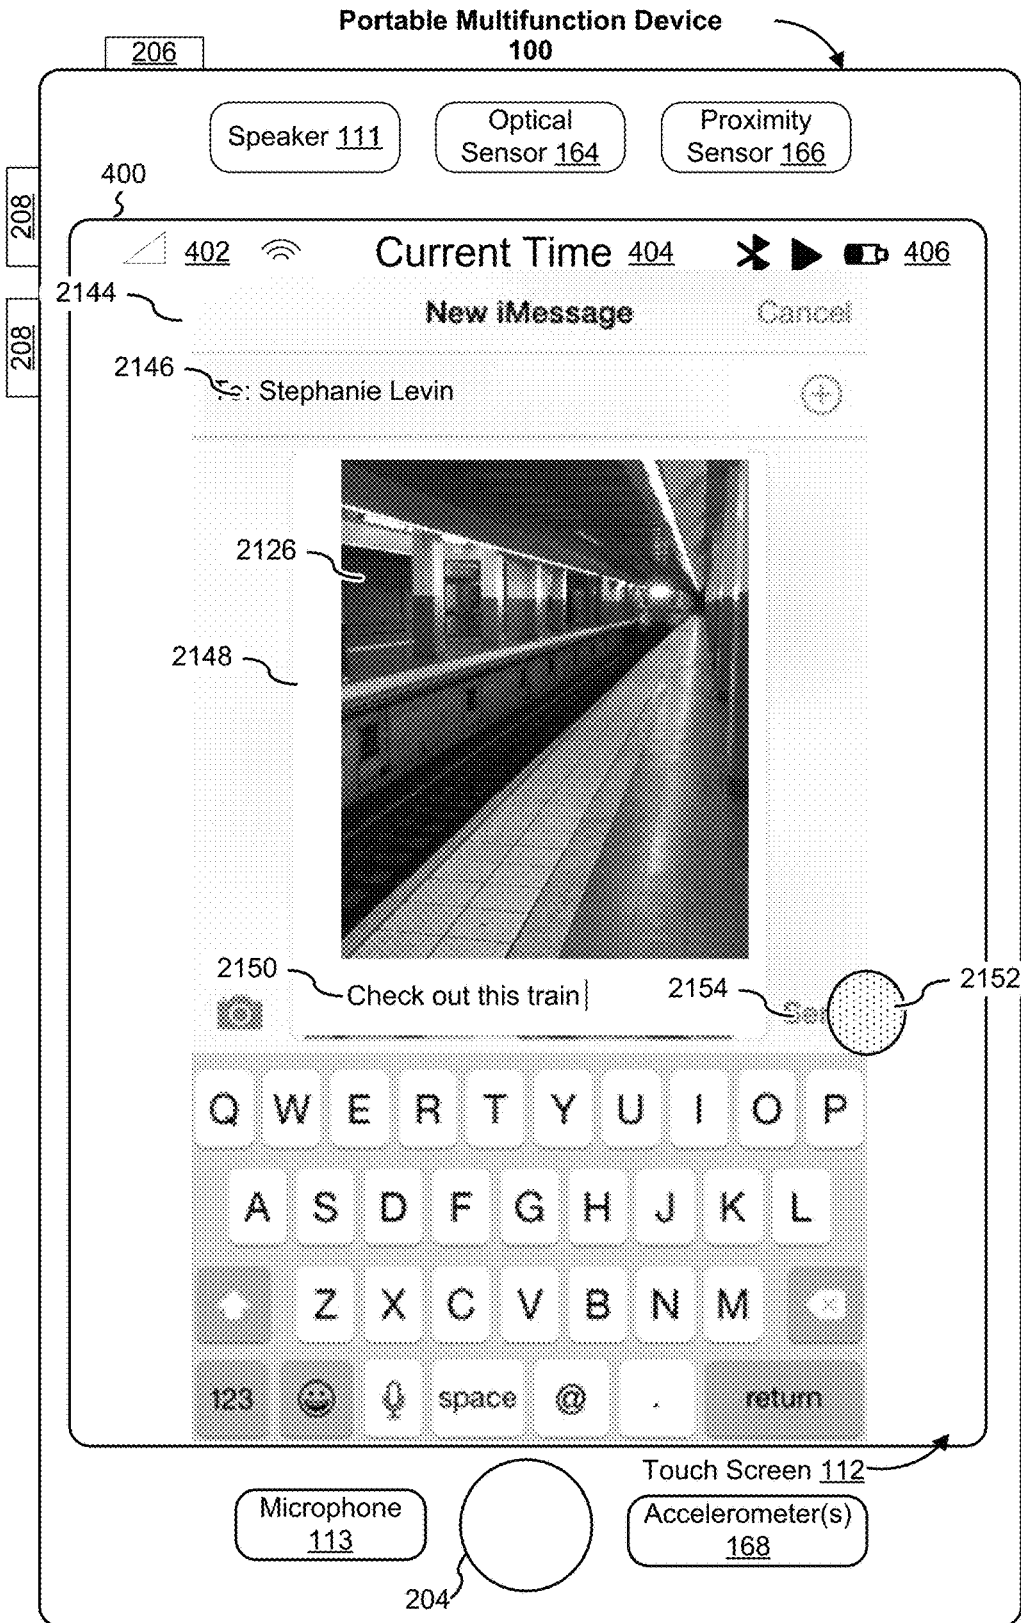 Portable Multifunction Device
100
206
Speaker 111
Optical
Sensor 164
Proximity
Sensor 166
208
208
400
402
Current Time 404
406
2144
New iMessage
Cancel
2146
To: Stephanie Levin
2126
2148
2150
Check out this train
2154
2152
Q W E R T Y U I O P
A S D F G H J K L
Z X C V B N M
123
space
@
.
return
Touch Screen 112
Microphone
113
Accelerometer(s)
168
204